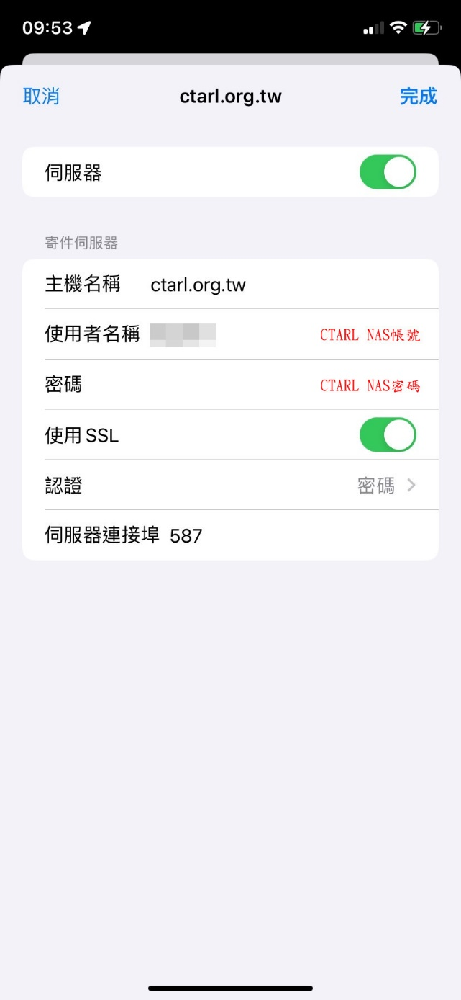 09:53
取消 ctarl.org.tw 完成
伺服器
寄件伺服器
主機名稱 ctarl.org.tw
使用者名稱 CTARL NAS帳號
密碼 CTARL NAS密碼
使用 SSL
認證 密碼
伺服器連接埠 587